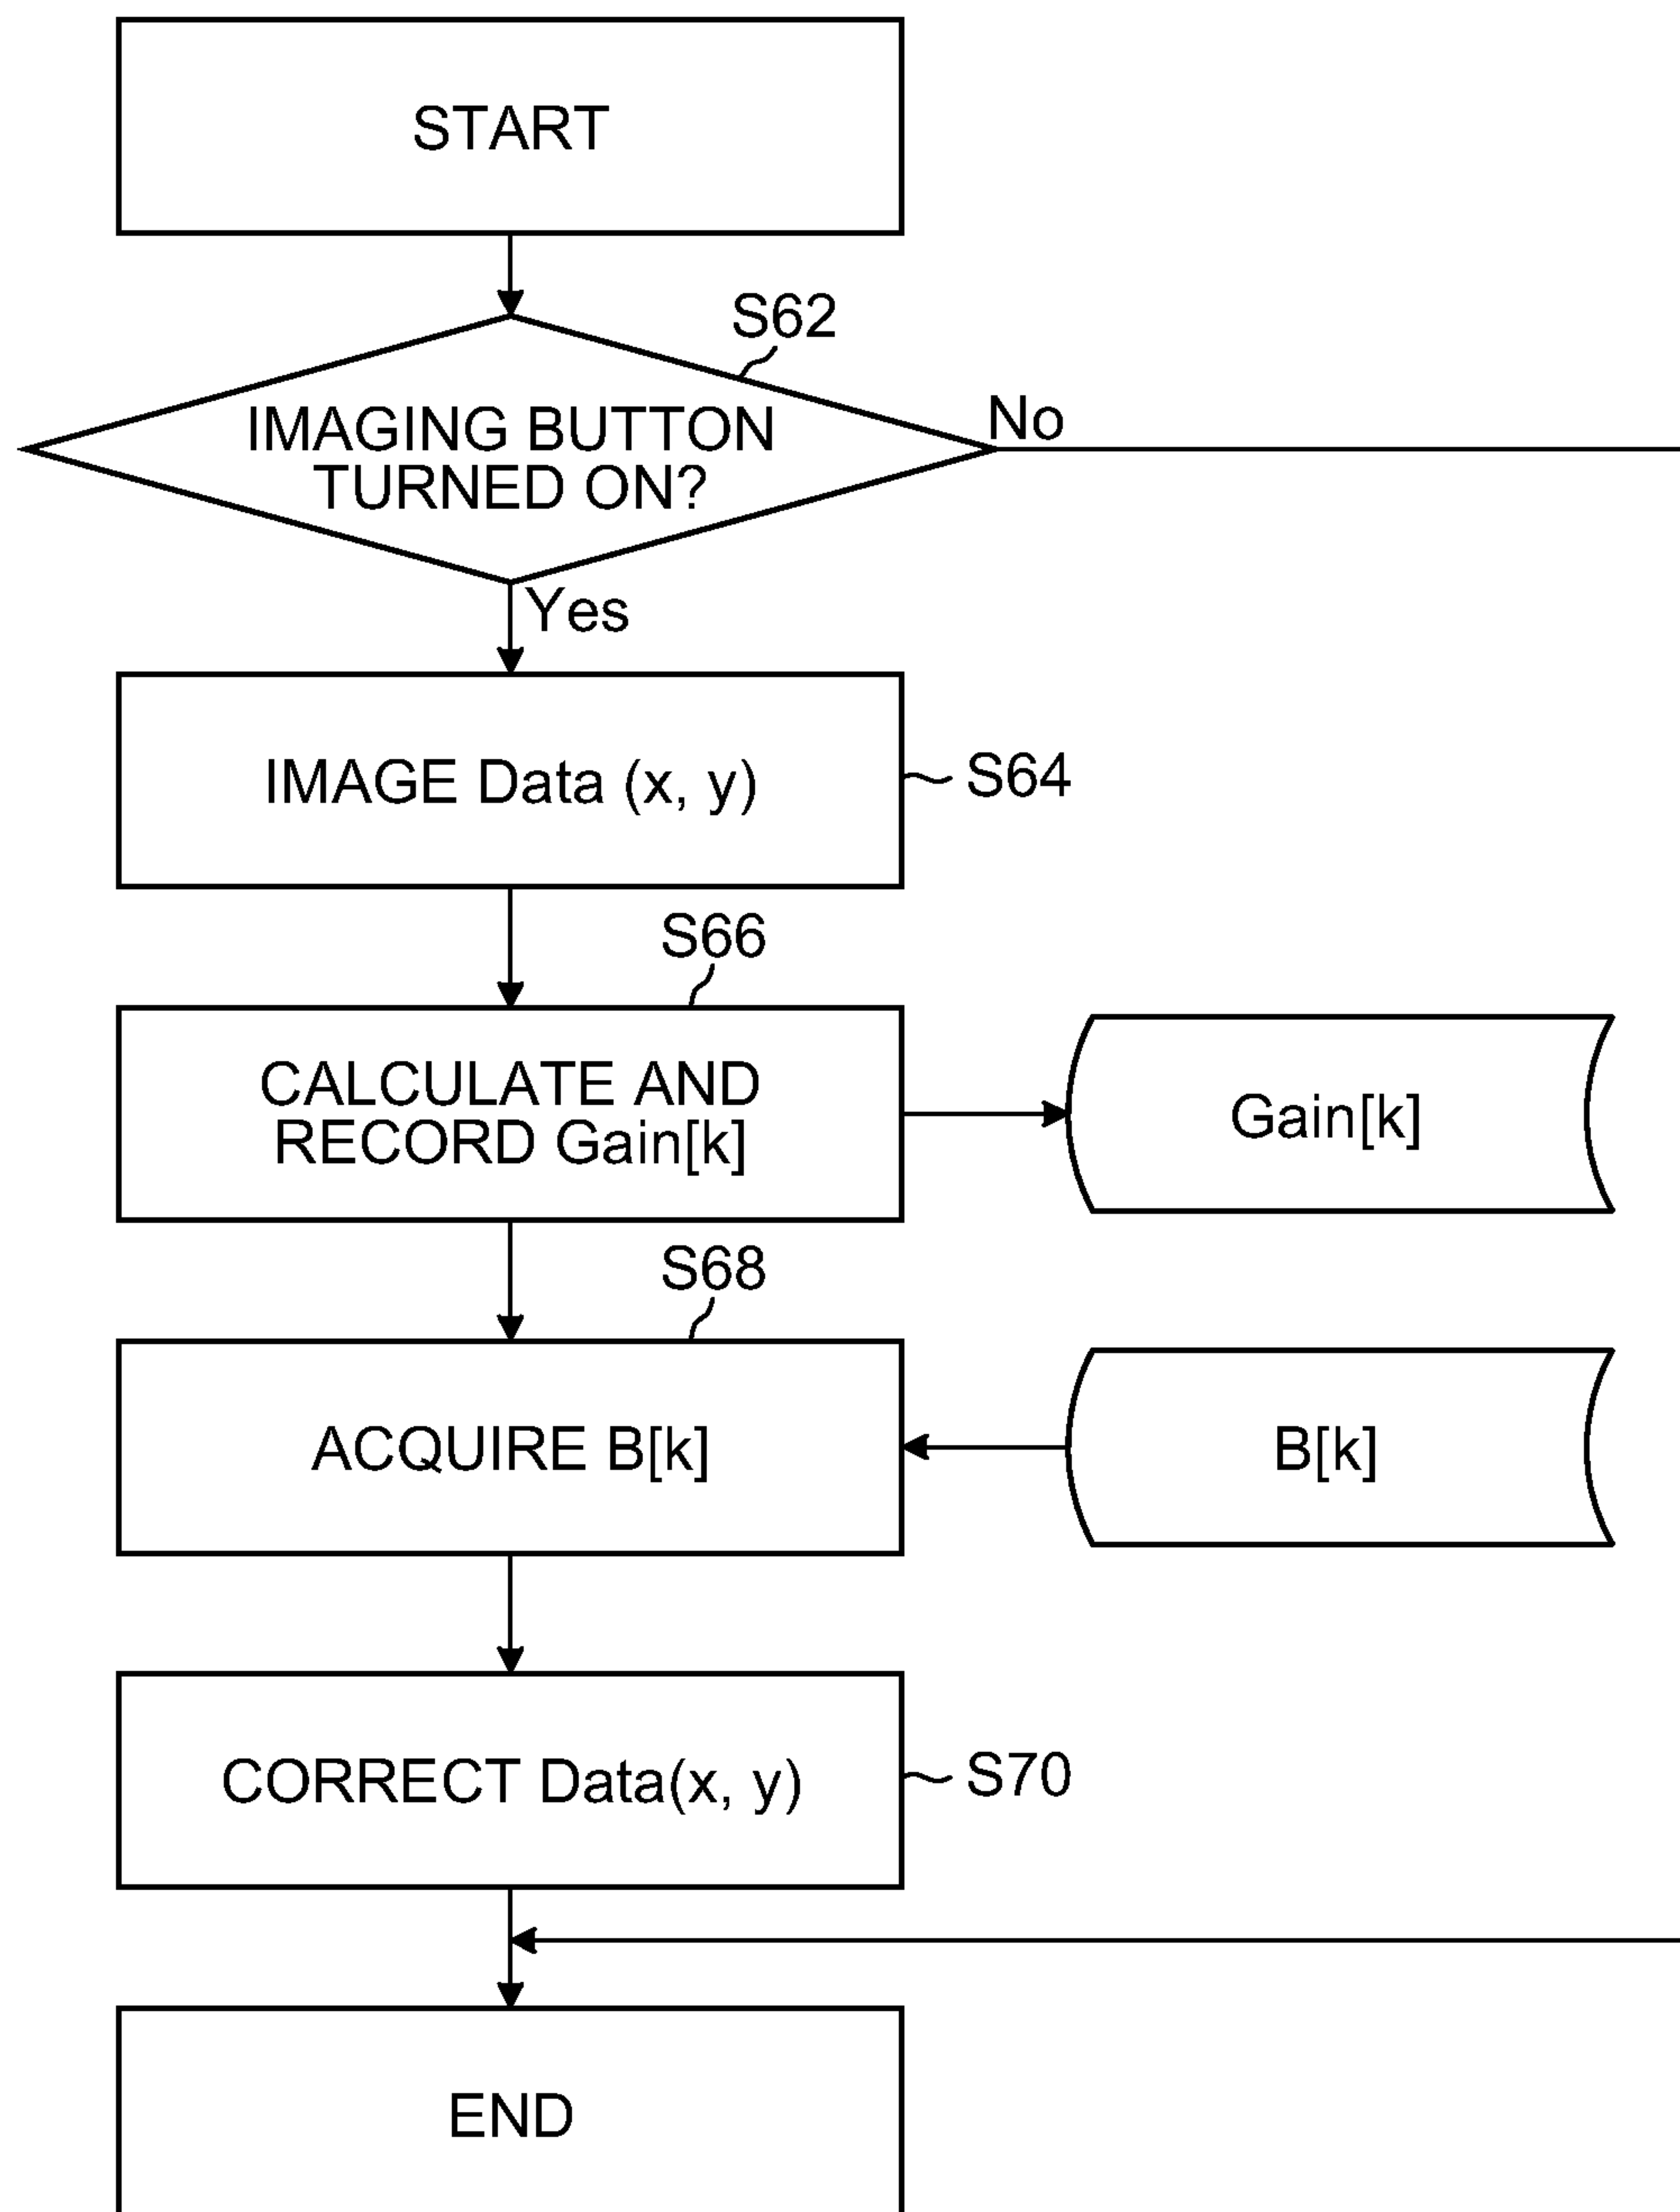 START
S62
IMAGING BUTTON
TURNED ON?
No
Yes
IMAGE Data (x, y)
S64
S66
CALCULATE AND
RECORD Gain[k]
Gain[k]
S68
ACQUIRE B[k]
B[k]
CORRECT Data(x, y)
S70
END